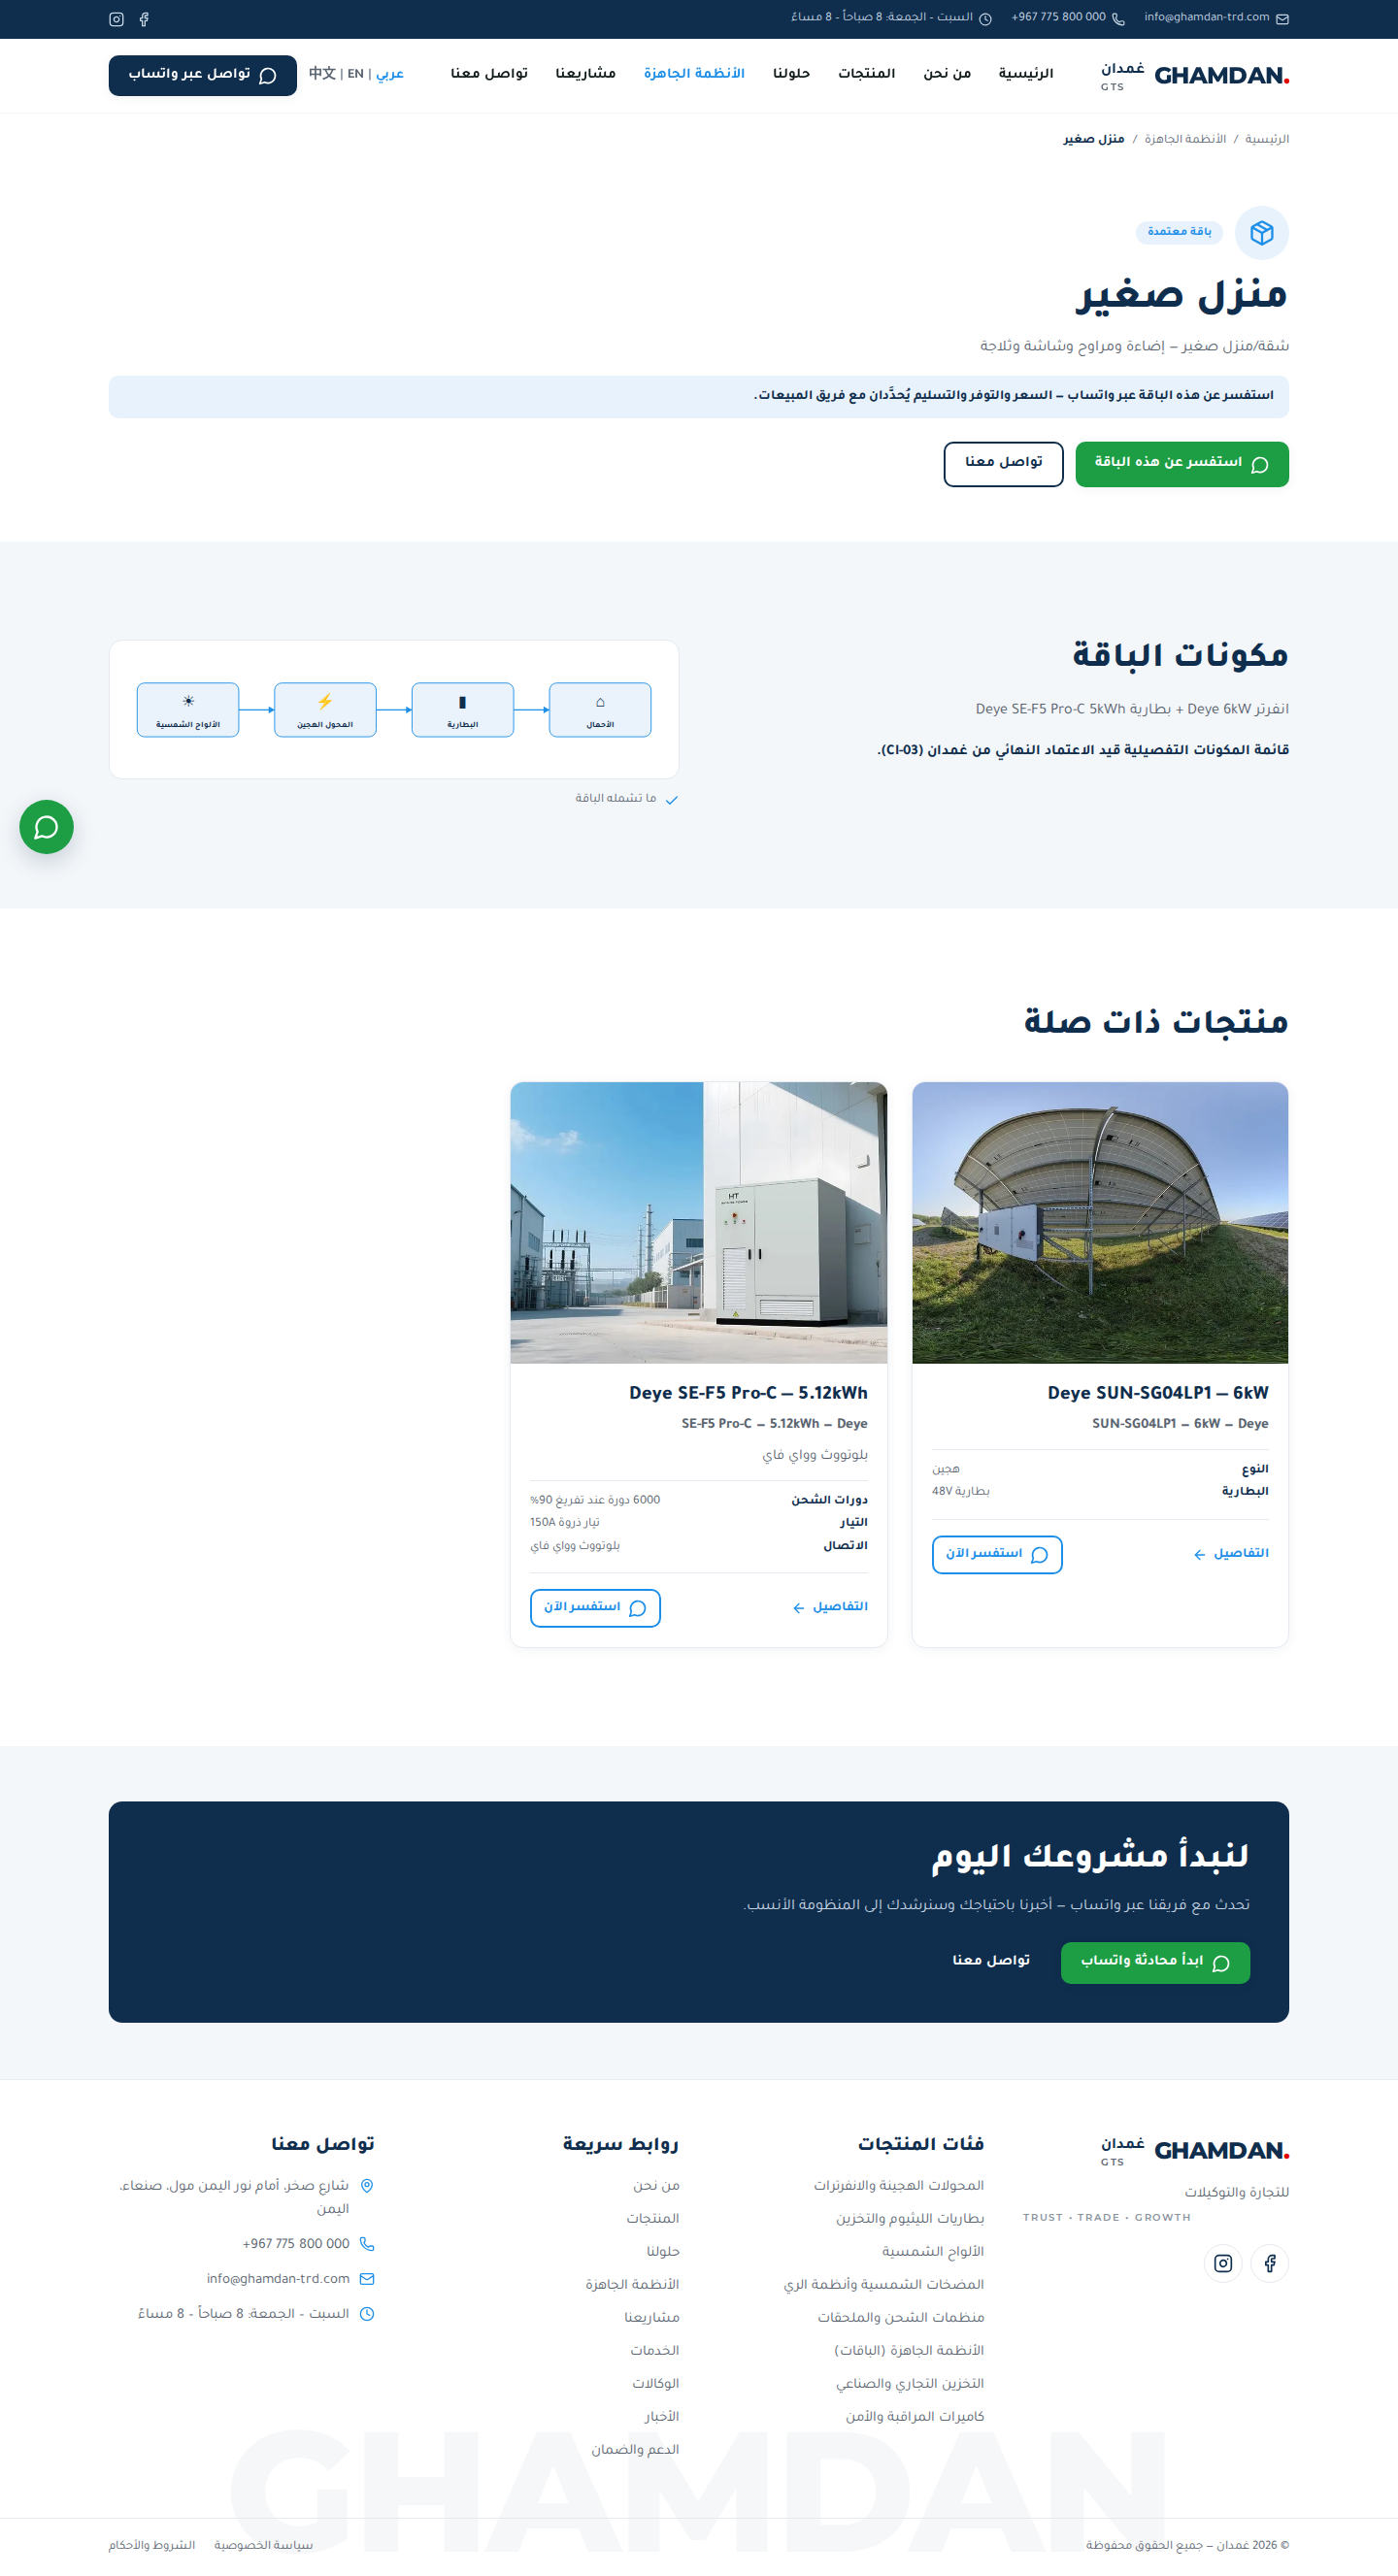 info@ghamdan-trd.com
+967 775 800 000
السبت – الجمعة: 8 صباحاً – 8 مساءً
GHAMDAN.
غمدان
GTS
الرئيسية
من نحن
المنتجات
حلولنا
الأنظمة الجاهزة
مشاريعنا
تواصل معنا
عربي | EN | 中文
تواصل عبر واتساب
الرئيسية / الأنظمة الجاهزة / منزل صغير
باقة معتمدة
منزل صغير
شقة/منزل صغير — إضاءة ومراوح وشاشة وثلاجة
استفسر عن هذه الباقة عبر واتساب — السعر والتوفر والتسليم يُحدَّدان مع فريق المبيعات.
استفسر عن هذه الباقة
تواصل معنا
مكونات الباقة
انفرتر Deye 6kW + بطارية Deye SE-F5 Pro-C 5kWh
قائمة المكونات التفصيلية قيد الاعتماد النهائي من غمدان (CI-03).
الأحمال
البطارية
المحول الهجين
الألواح الشمسية
ما تشمله الباقة
منتجات ذات صلة
Deye SUN-SG04LP1 — 6kW
SUN-SG04LP1 — 6kW — Deye
النوع
هجين
البطارية
بطارية 48V
التفاصيل
استفسر الآن
HT
Deye SE-F5 Pro-C — 5.12kWh
SE-F5 Pro-C — 5.12kWh — Deye
بلوتووث وواي فاي
دورات الشحن
6000 دورة عند تفريغ 90%
التيار
تيار ذروة 150A
الاتصال
بلوتووث وواي فاي
التفاصيل
استفسر الآن
لنبدأ مشروعك اليوم
تحدث مع فريقنا عبر واتساب — أخبرنا باحتياجك وسنرشدك إلى المنظومة الأنسب.
ابدأ محادثة واتساب
تواصل معنا
GHAMDAN.
غمدان
GTS
للتجارة والتوكيلات
TRUST • TRADE • GROWTH
فئات المنتجات
المحولات الهجينة والانفرترات
بطاريات الليثيوم والتخزين
الألواح الشمسية
المضخات الشمسية وأنظمة الري
منظمات الشحن والملحقات
الأنظمة الجاهزة (الباقات)
التخزين التجاري والصناعي
كاميرات المراقبة والأمن
روابط سريعة
من نحن
المنتجات
حلولنا
الأنظمة الجاهزة
مشاريعنا
الخدمات
الوكالات
الأخبار
الدعم والضمان
تواصل معنا
شارع صخر، أمام نور اليمن مول، صنعاء،
اليمن
+967 775 800 000
info@ghamdan-trd.com
السبت – الجمعة: 8 صباحاً – 8 مساءً
GHAMDAN
© 2026 غمدان — جميع الحقوق محفوظة
سياسة الخصوصية
الشروط والأحكام